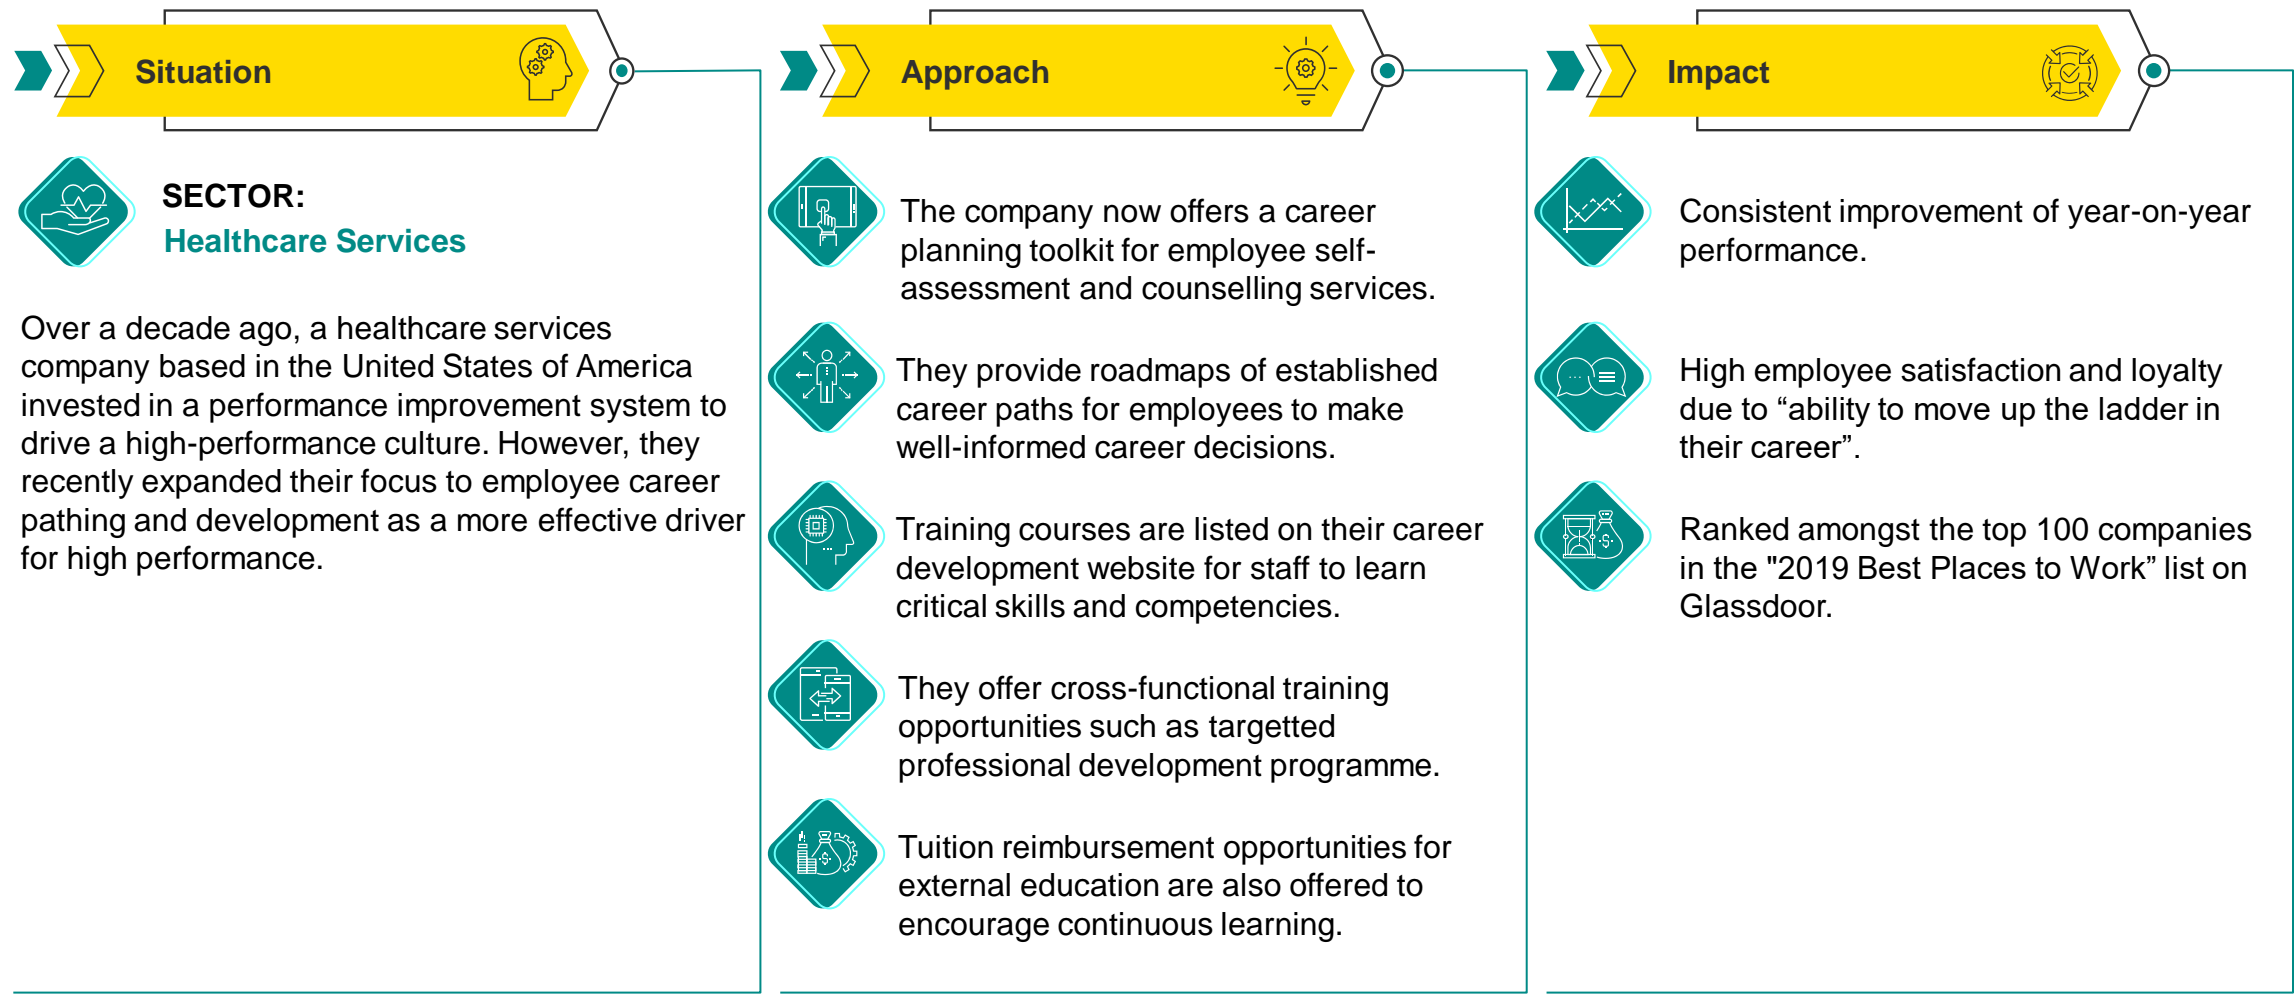 Situation
SECTOR:
Healthcare Services
Over a decade ago, a healthcare services
company based in the United States of America
invested in a performance improvement system to
drive a high-performance culture. However, they
recently expanded their focus to employee career
pathing and development as a more effective driver
for high performance.
Approach
The company now offers a career
planning toolkit for employee self-
assessment and counselling services.
They provide roadmaps of established
career paths for employees to make
well-informed career decisions.
Training courses are listed on their career
development website for staff to learn
critical skills and competencies.
They offer cross-functional training
opportunities such as targetted
professional development programme.
Tuition reimbursement opportunities for
external education are also offered to
encourage continuous learning.
Impact
Consistent improvement of year-on-year
performance.
High employee satisfaction and loyalty
due to “ability to move up the ladder in
their career”.
Ranked amongst the top 100 companies
in the "2019 Best Places to Work” list on
Glassdoor.